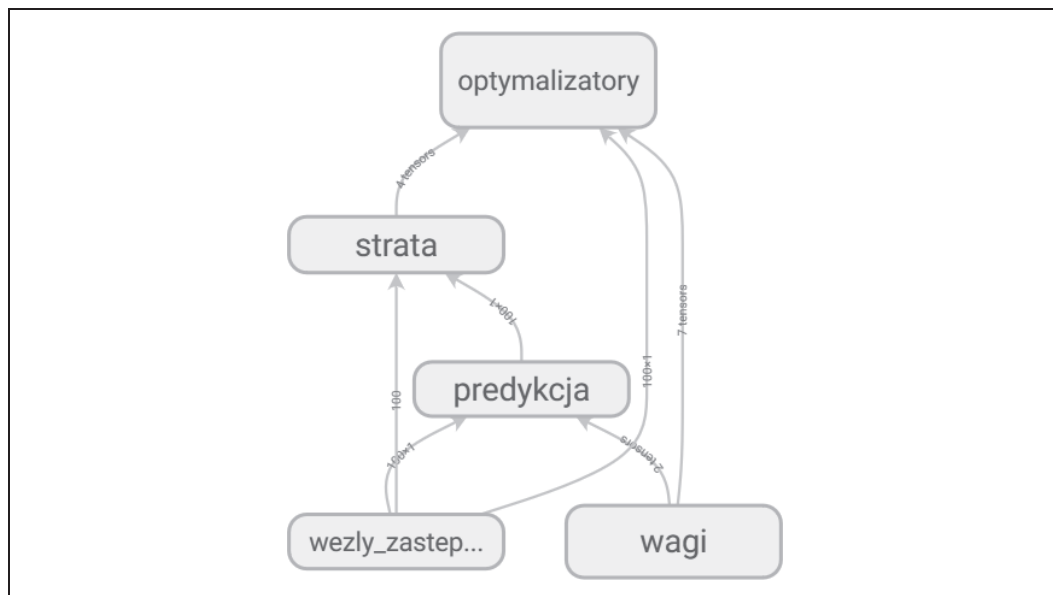 optymalizatory
4 tensors
strata
100×1
7 tensors
100×1
predykcja
100
100×1
2 tensors
wezly_zastep...
wagi